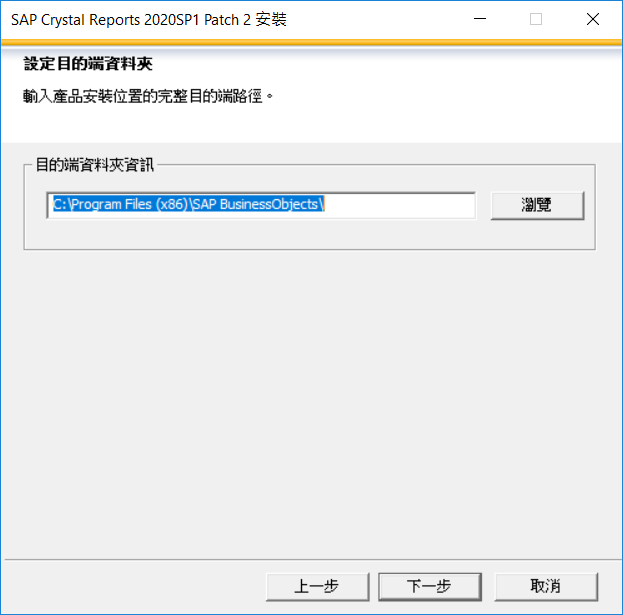 SAP Crystal Reports 2020SP1 Patch 2 安裝
設定目的端資料夾
輸入產品安裝位置的完整目的端路徑。
目的端資料夾資訊
C:\Program Files (x86)\SAP BusinessObjects\
瀏覽
上一步
下一步
取消